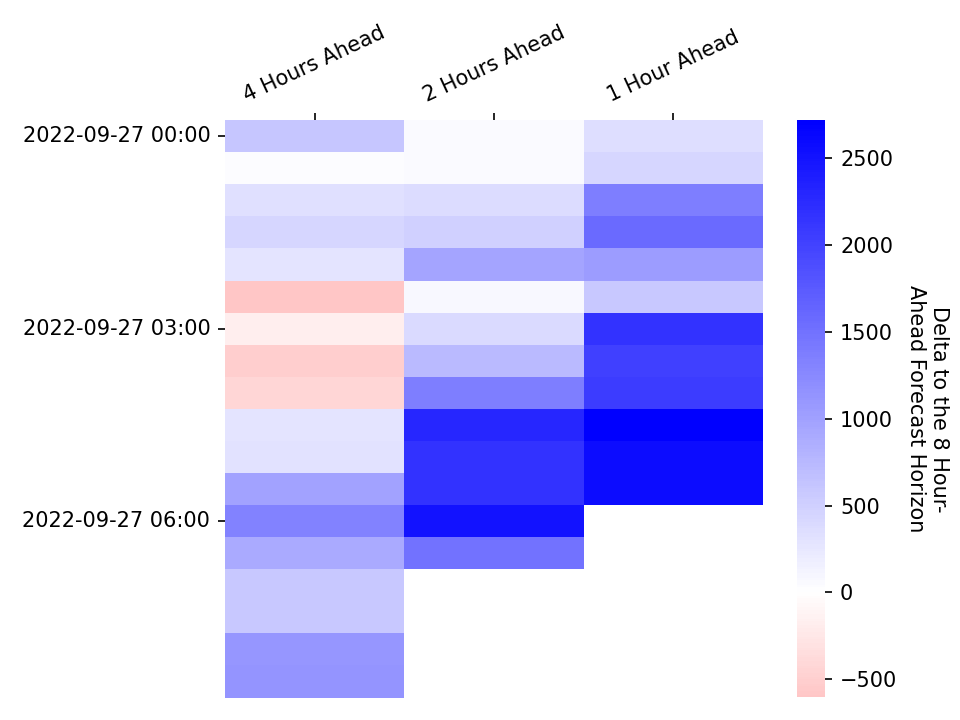 4 Hours Ahead
2 Hours Ahead
1 Hour Ahead
2022-09-27 00:00
2022-09-27 03:00
2022-09-27 06:00
2500
2000
1500
1000
500
0
−500
Delta to the 8 Hour-
Ahead Forecast Horizon